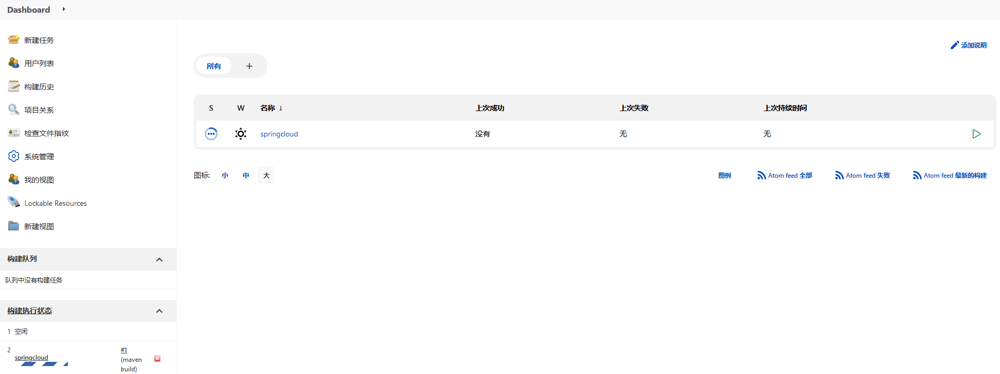 Dashboard
新建任务
用户列表
构建历史
项目关系
检查文件指纹
系统管理
我的视图
Lockable Resources
新建视图
构建队列
队列中没有构建任务
构建执行状态
1 空闲
2
springcloud
#1
(maven
build)
添加说明
所有 +
S W 名称 ↓ 上次成功 上次失败 上次持续时间
springcloud 没有 无 无
图标: 小 中 大
图例 Atom feed 全部 Atom feed 失败 Atom feed 最新的构建